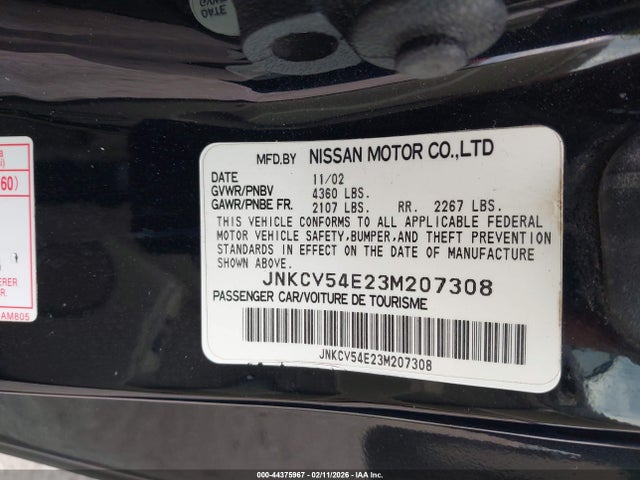 MFD.BY NISSAN MOTOR CO.,LTD
DATE 11/02
GVWR/PNBV 4360 LBS.
GAWR/PNBE FR. 2107 LBS. RR. 2267 LBS.
THIS VEHICLE CONFORMS TO ALL APPLICABLE FEDERAL
MOTOR VEHICLE SAFETY,BUMPER,AND THEFT PREVENTION
STANDARDS IN EFFECT ON THE DATE OF MANUFACTURE
SHOWN ABOVE.
JNKCV54E23M207308
PASSENGER CAR/VOITURE DE TOURISME
JNKCV54E23M207308
60)
R.
AM805
000-44375967 - 02/11/2026 - IAA Inc.